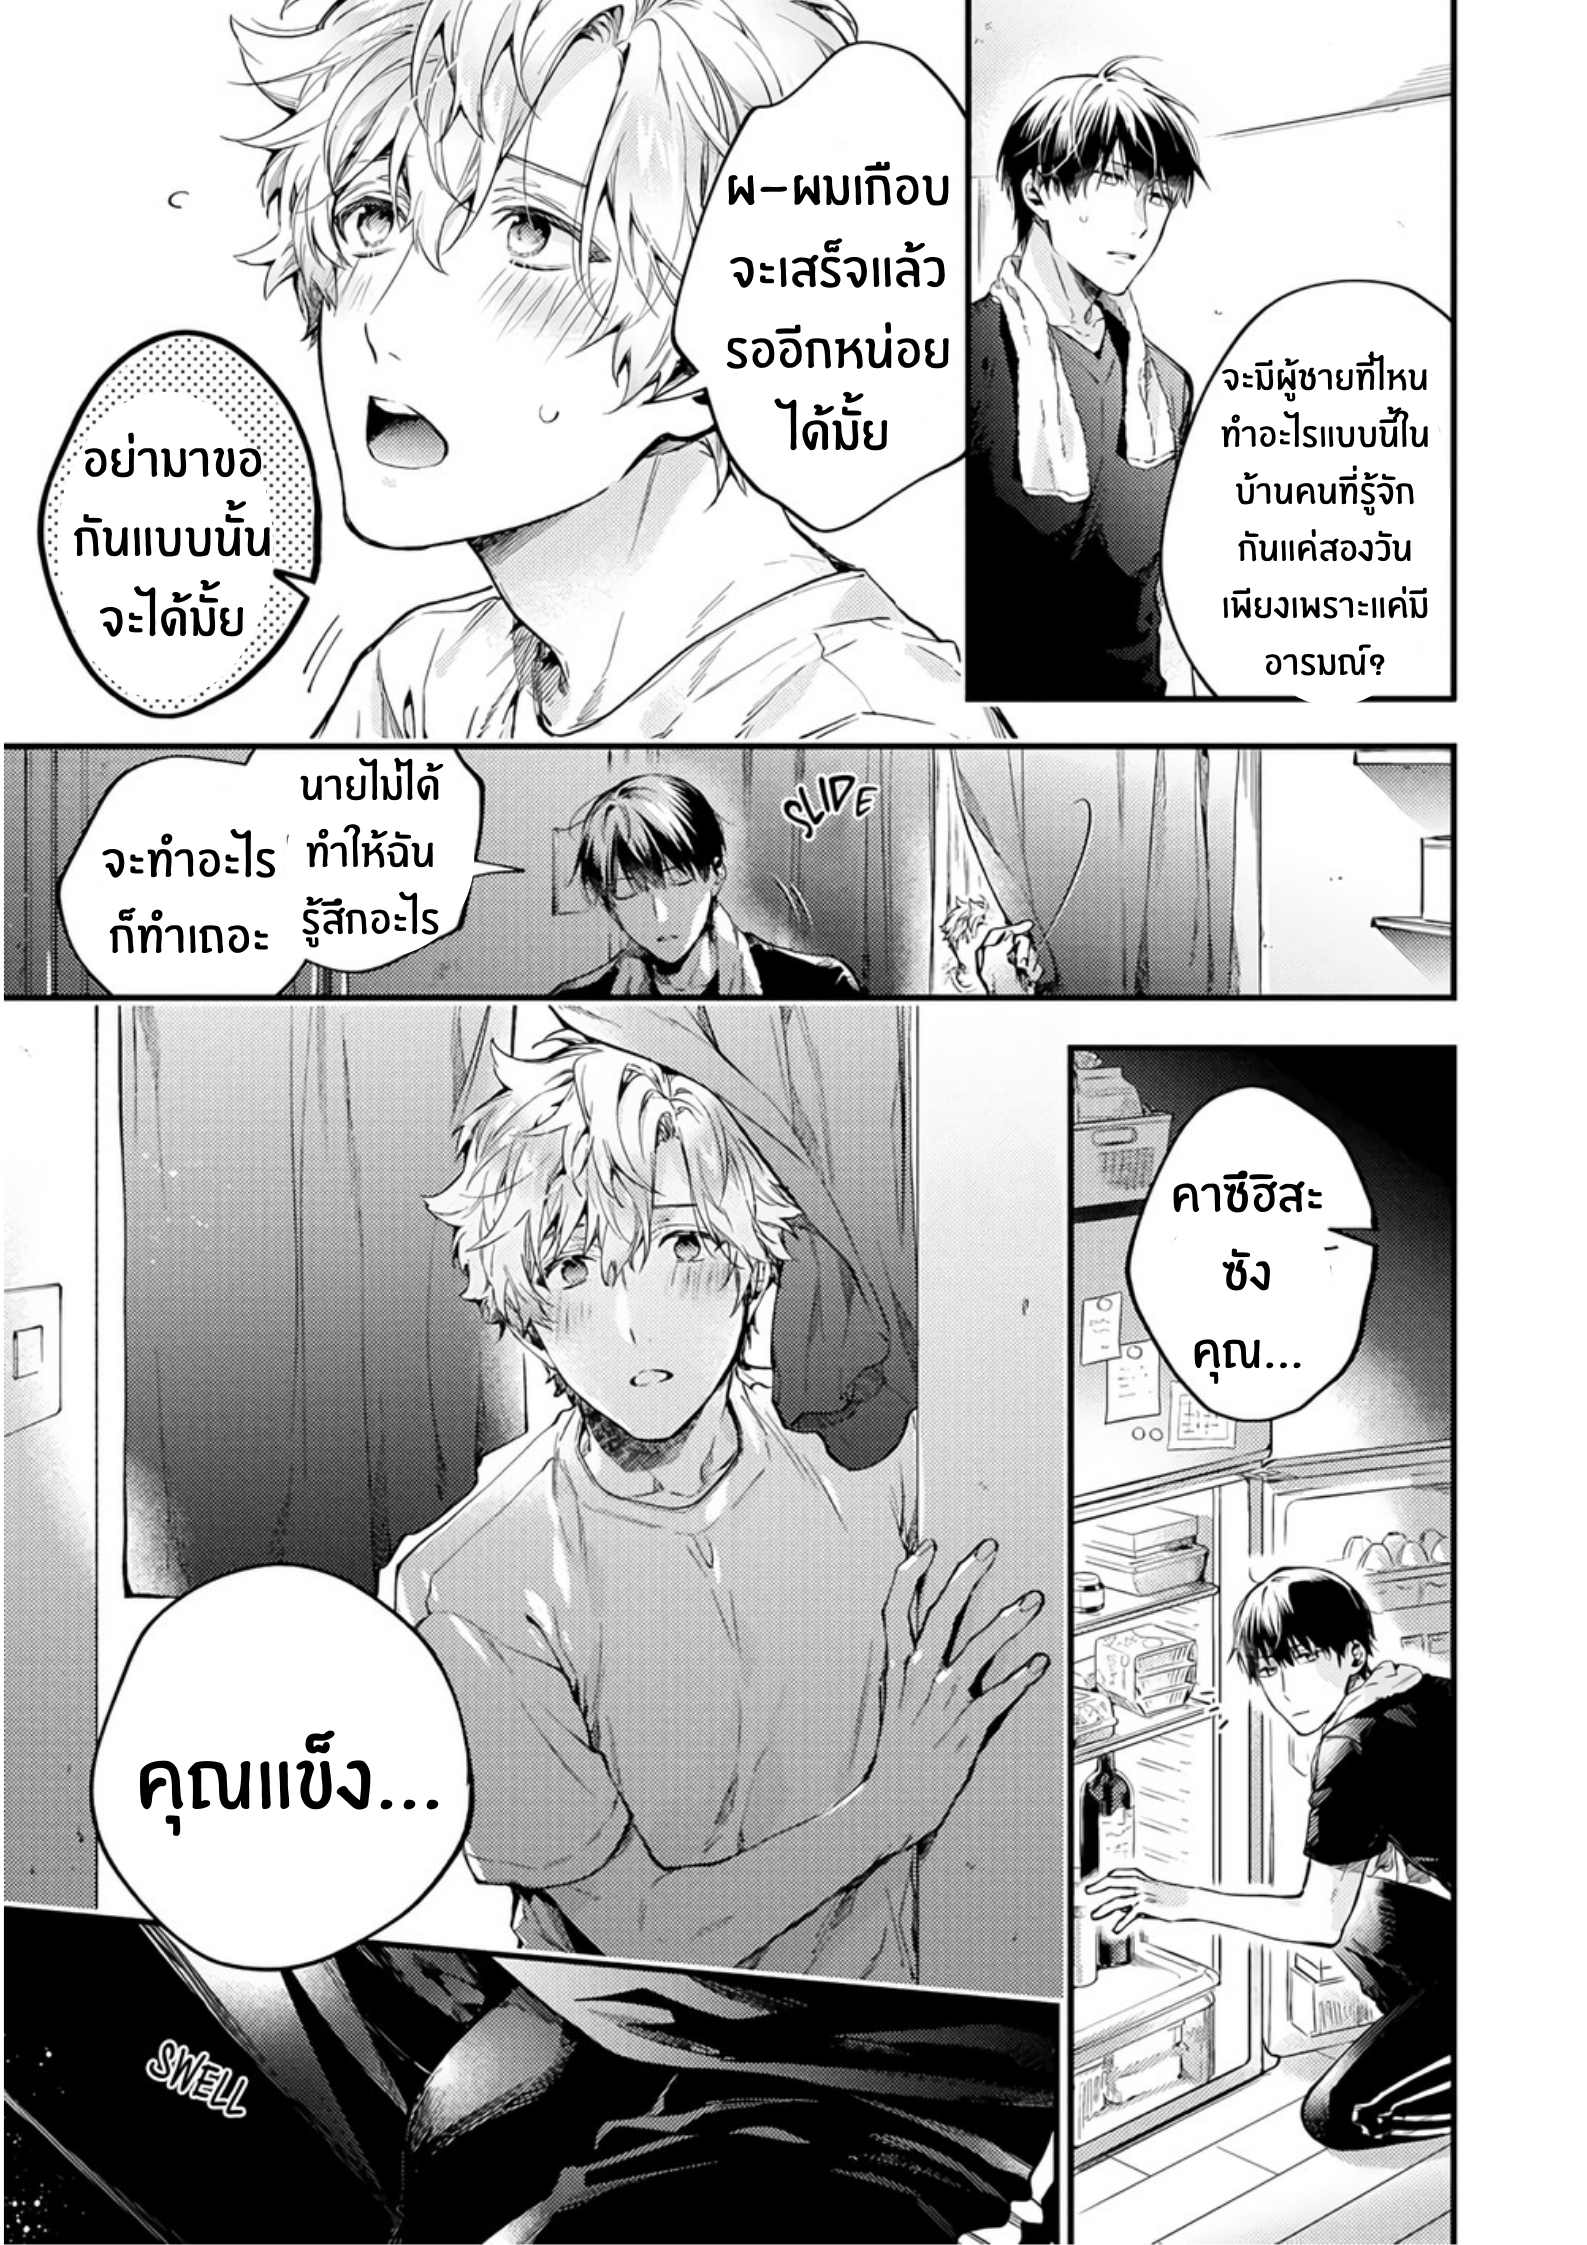 จะมีผู้ชายที่ไหน
ทำอะไรแบบนี้ใน
บ้านคนที่รู้จัก
กันแค่สองวัน
เพียงเพราะแค่มี
อารมณ์?
ผ-ผมเกือบ
จะเสร็จแล้ว
รออีกหน่อย
ได้มั้ย
อย่ามาขอ
กันแบบนั้น
จะได้มั้ย
SLIDE
นายไม่ได้
ทำให้ฉัน
รู้สึกอะไร
จะทำอะไร
ก็ทำเถอะ
คาซึฮิสะ
ซัง
คุณ...
คุณแข็ง...
SWELL